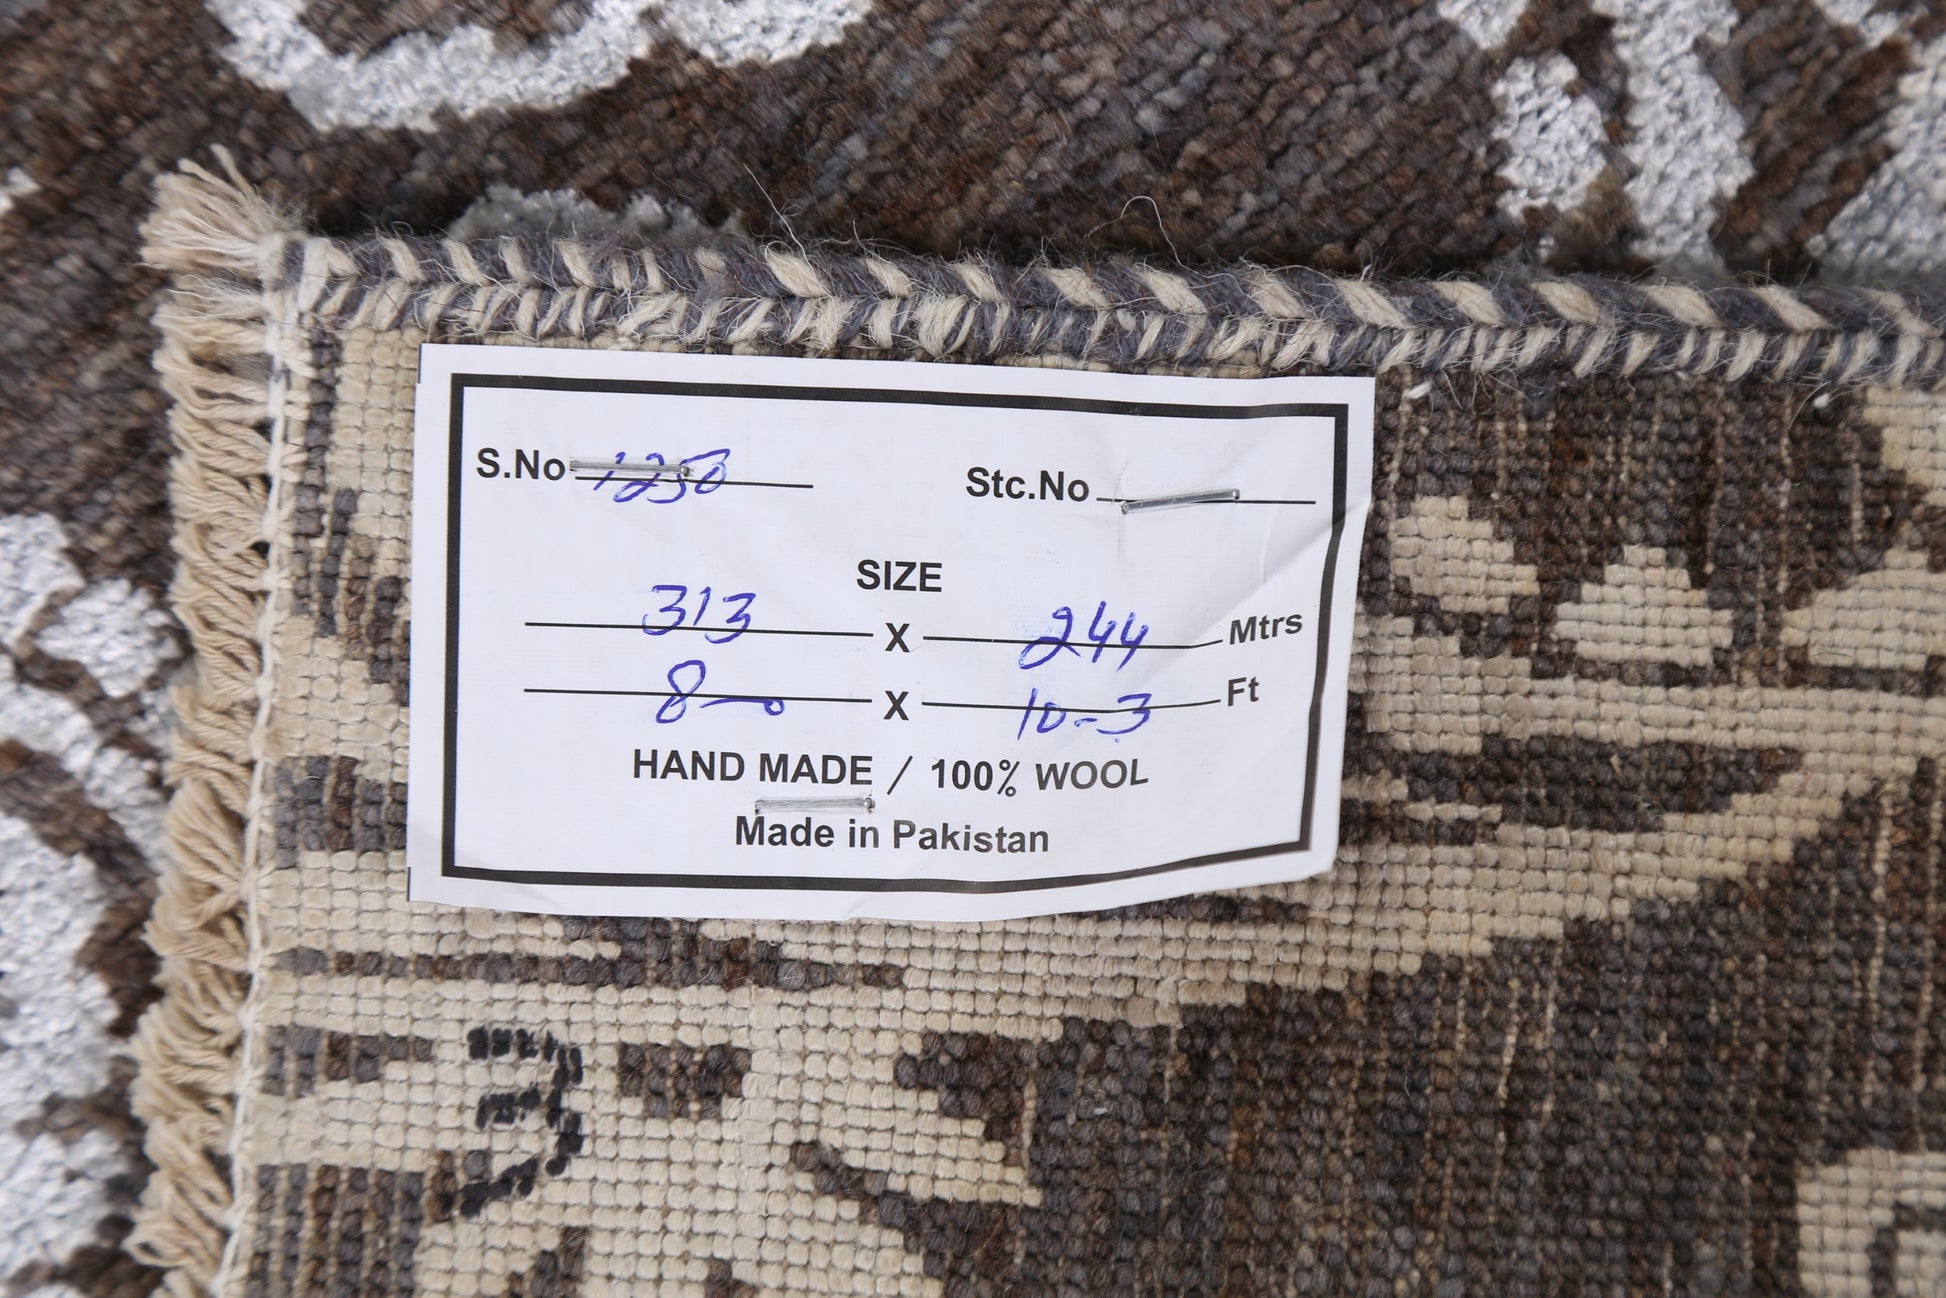 S.No 1250 Stc.No
SIZE
313 X 244 Mtrs
8-0 X 10-3 Ft
HAND MADE / 100% WOOL
Made in Pakistan
3